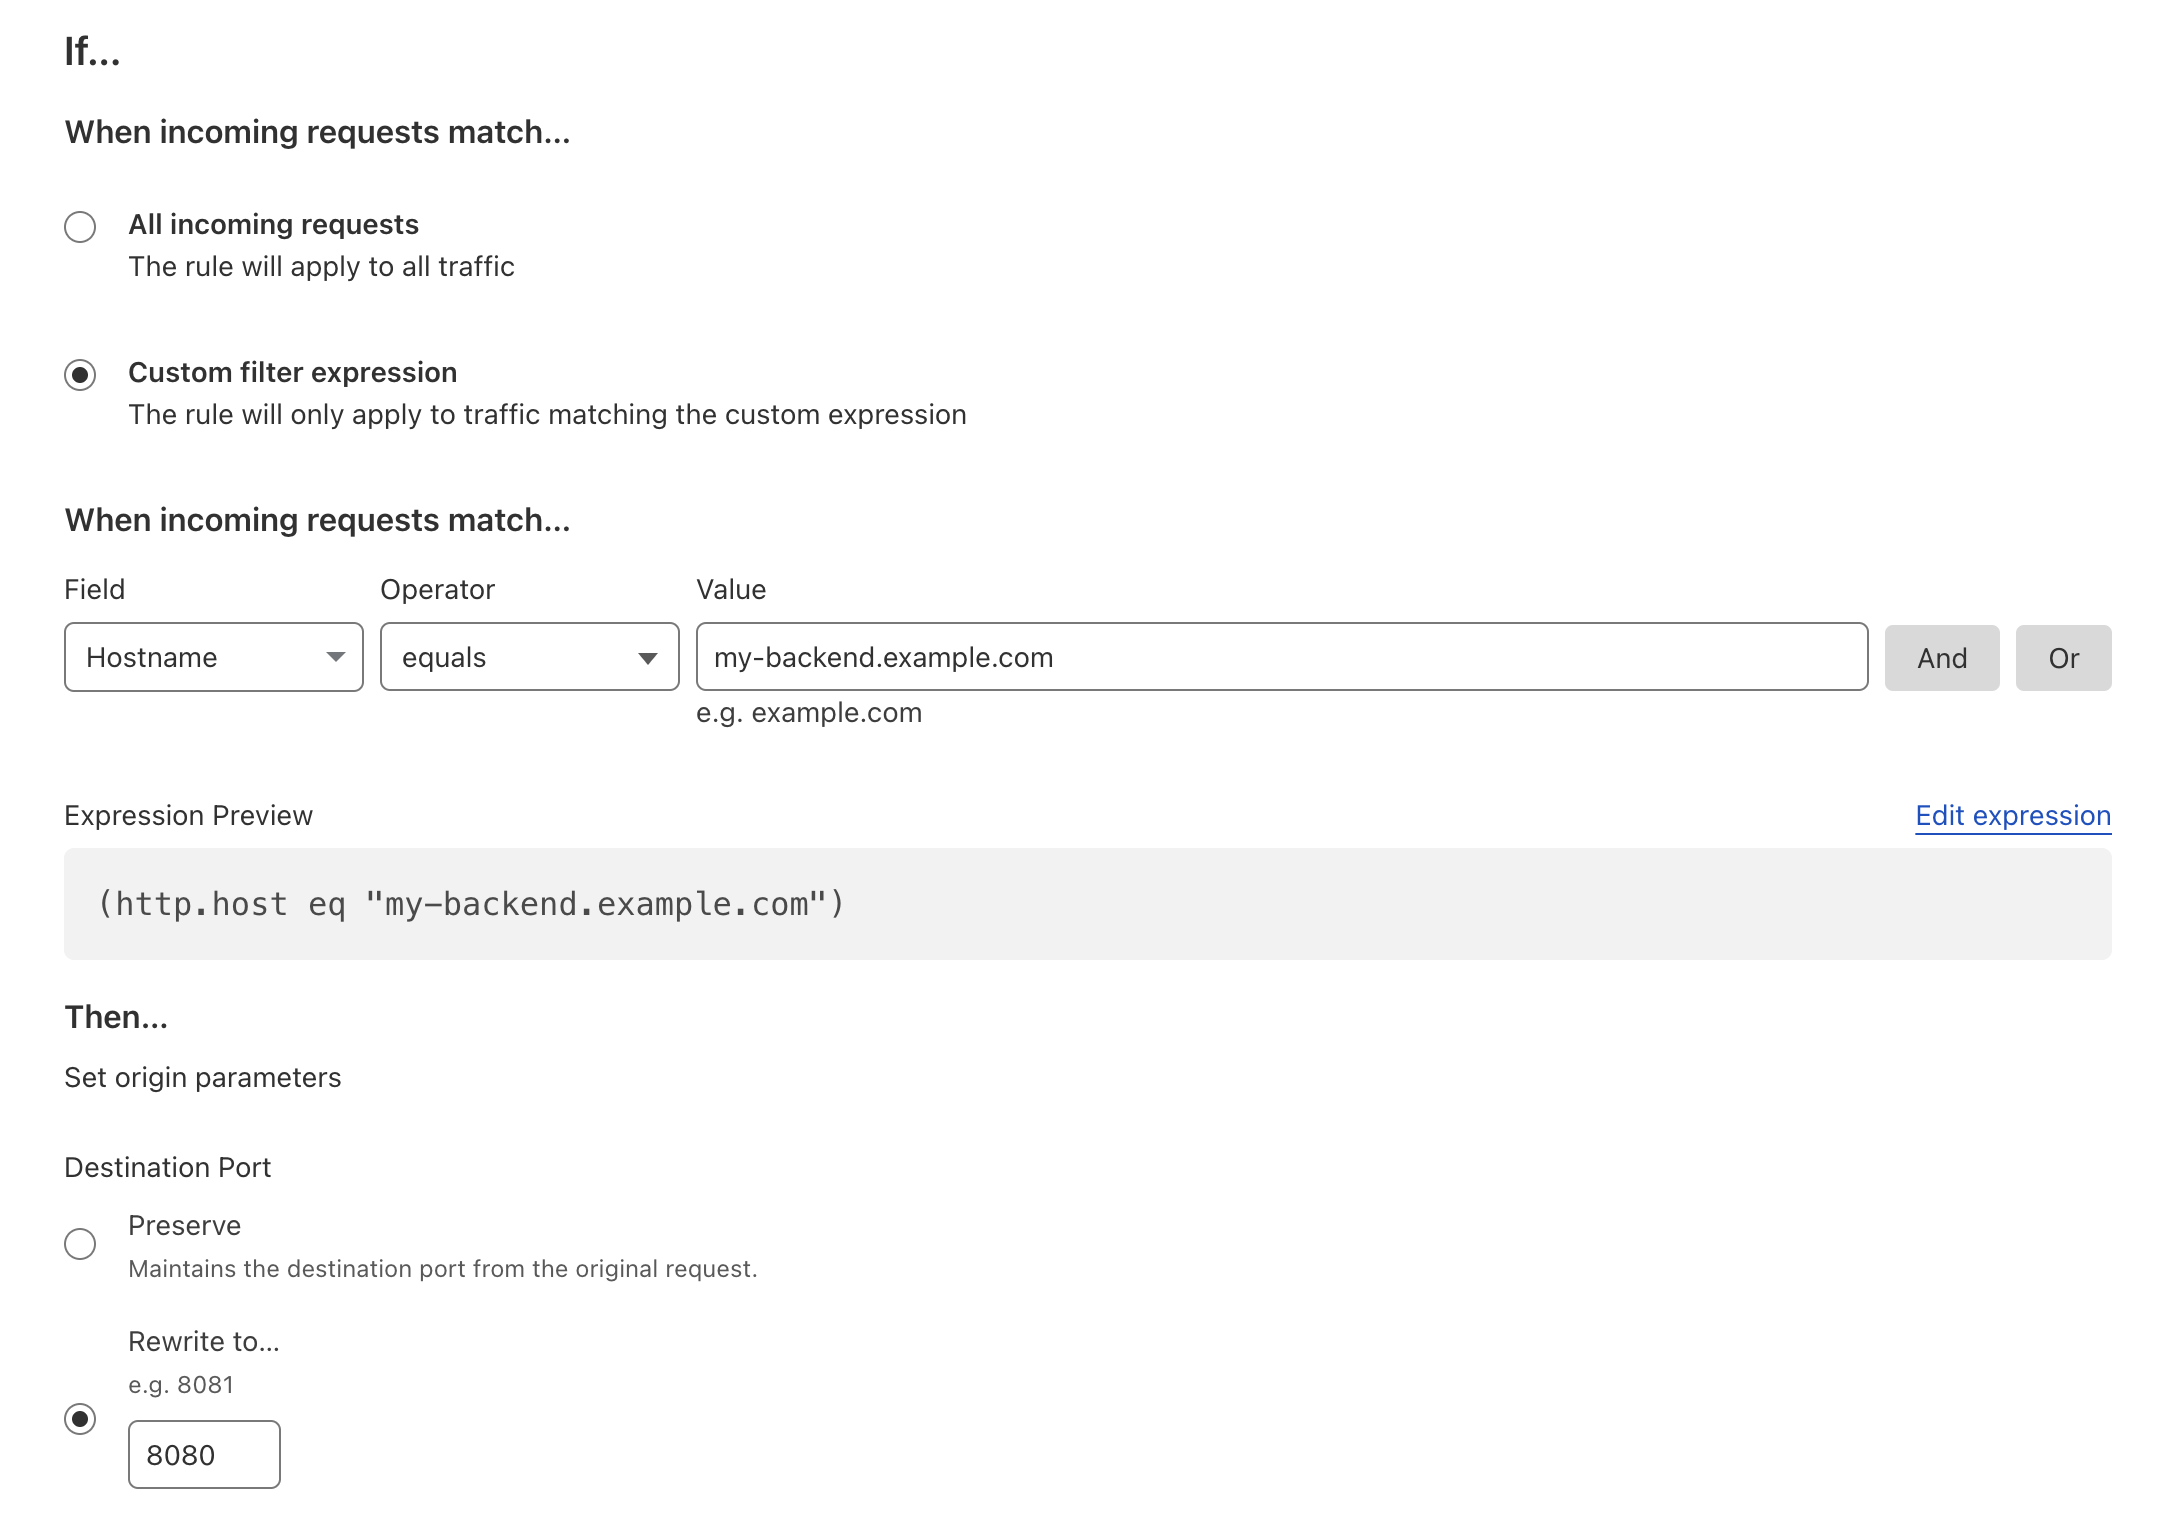 If...
When incoming requests match...
All incoming requests
The rule will apply to all traffic
Custom filter expression
The rule will only apply to traffic matching the custom expression
When incoming requests match...
Field Operator Value
Hostname equals my-backend.example.com And Or
e.g. example.com
Expression Preview Edit expression
(http.host eq "my-backend.example.com")
Then...
Set origin parameters
Destination Port
Preserve
Maintains the destination port from the original request.
Rewrite to...
e.g. 8081
8080